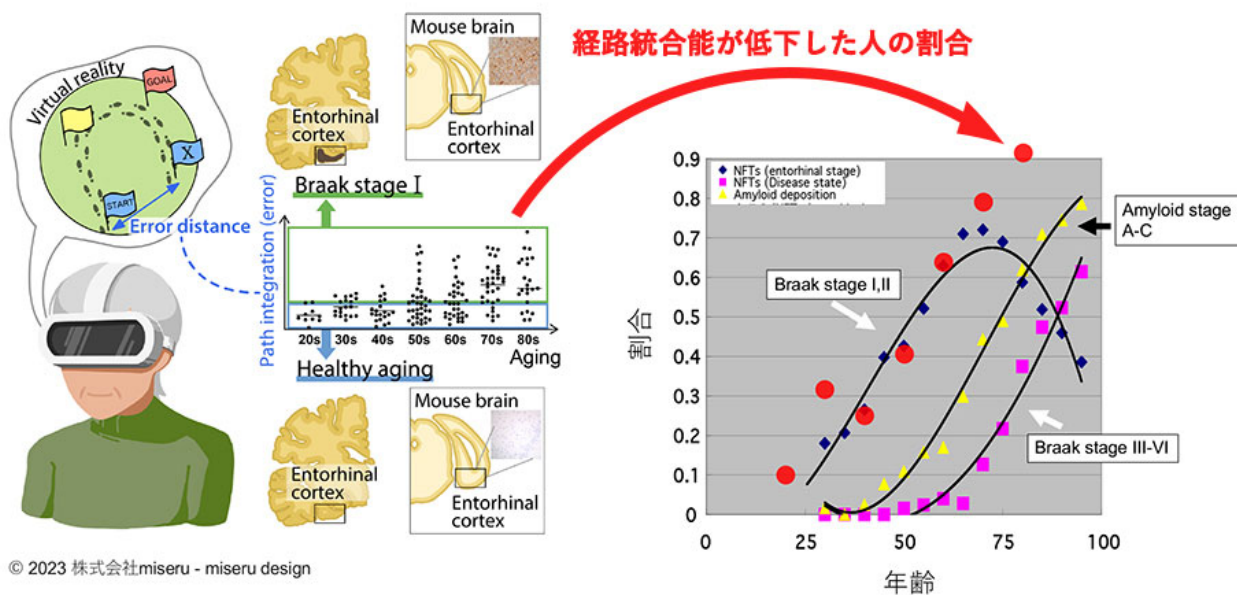 経路統合能が低下した人の割合
Virtual reality
GOAL
X
START
Error distance
Mouse brain
Entorhinal
cortex
Entorhinal
cortex
Braak stage I
Path integration (error)
20s 30s 40s 50s 60s 70s 80s
Aging
Healthy aging
Mouse brain
Entorhinal
cortex
Entorhinal
cortex
© 2023 株式会社miseru - miseru design
0.9
0.8
0.7
0.6
0.5
0.4
0.3
0.2
0.1
0
NFTs (entorhinal stage)
NFTs (Disease state)
Amyloid deposition
Braak stage I,II
Amyloid stage
A-C
Braak stage III-VI
割合
0 25 50 75 100
年齢